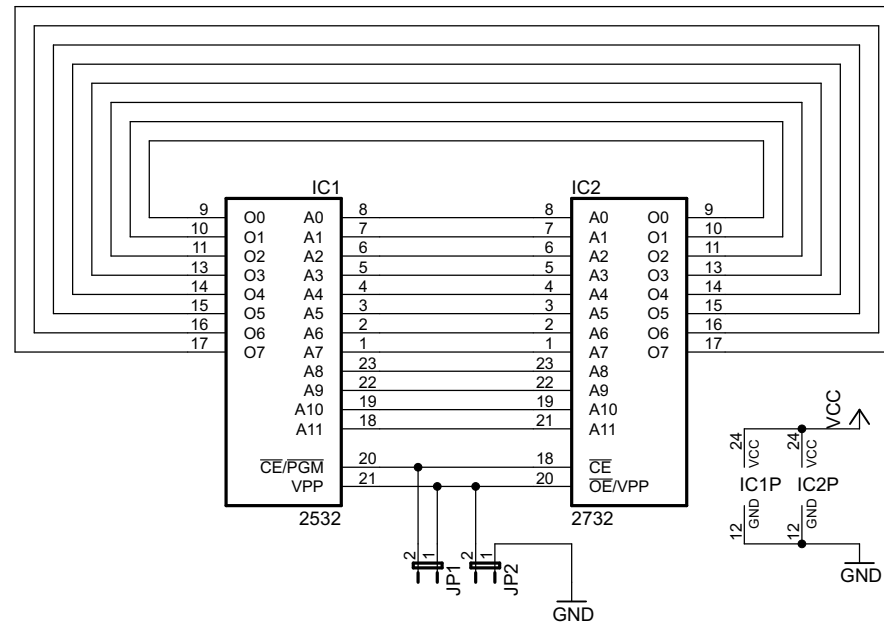 IC1 IC2
9 O0 A0 8 8 A0 O0 9
10 O1 A1 7 7 A1 O1 10
11 O2 A2 6 6 A2 O2 11
13 O3 A3 5 5 A3 O3 13
14 O4 A4 4 4 A4 O4 14
15 O5 A5 3 3 A5 O5 15
16 O6 A6 2 2 A6 O6 16
17 O7 A7 1 1 A7 O7 17
A8 23 23 A8
A9 22 22 A9
A10 19 19 A10
A11 18 21 A11
CE/PGM 20 18 CE
VPP 21 20 OE/VPP
2532 2732
2 1 JP1 2 1 JP2
GND
VCC
24 VCC 24 VCC
IC1P IC2P
12 GND 12 GND
GND